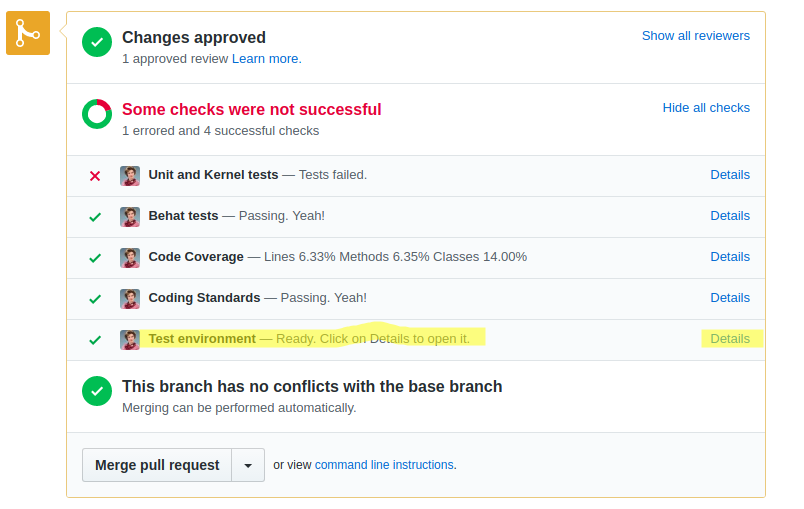 Changes approved
Show all reviewers
1 approved review Learn more.
Some checks were not successful
Hide all checks
1 errored and 4 successful checks
Unit and Kernel tests — Tests failed.
Details
Behat tests — Passing. Yeah!
Details
Code Coverage — Lines 6.33% Methods 6.35% Classes 14.00%
Details
Coding Standards — Passing. Yeah!
Details
Test environment — Ready. Click on Details to open it.
Details
This branch has no conflicts with the base branch
Merging can be performed automatically.
Merge pull request
or view command line instructions.